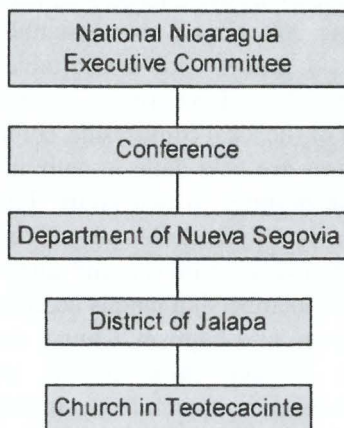 National Nicaragua
Executive Committee
Conference
Department of Nueva Segovia
District of Jalapa
Church in Teotecacinte